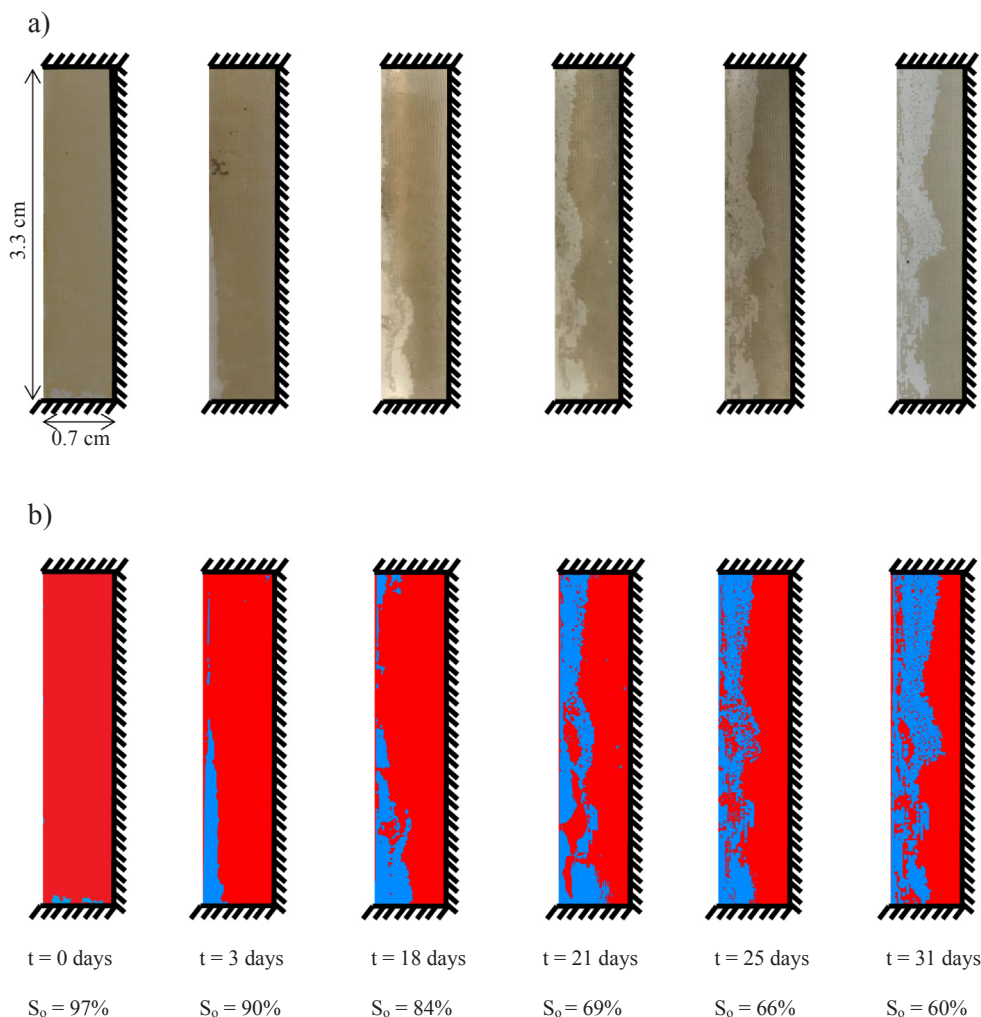 a)
3.3 cm
0.7 cm
b)
t = 0 days t = 3 days t = 18 days t = 21 days t = 25 days t = 31 days
Sₒ = 97% Sₒ = 90% Sₒ = 84% Sₒ = 69% Sₒ = 66% Sₒ = 60%